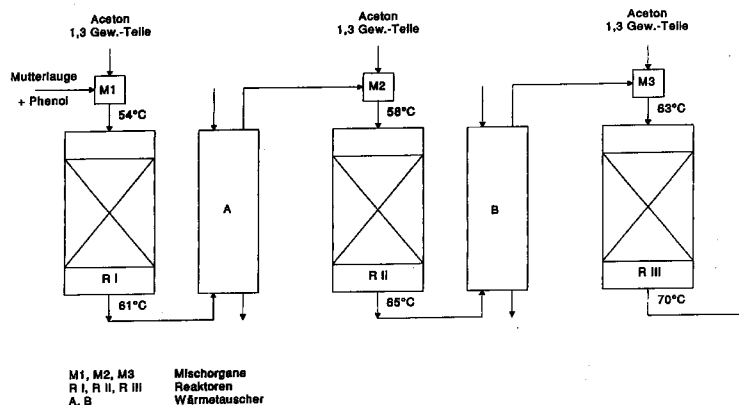 Aceton
1,3 Gew.-Teile
Aceton
1,3 Gew.-Teile
Aceton
1,3 Gew.-Teile
Mutterlauge
+ Phenol
M1
M2
M3
54°C
58°C
63°C
A
B
R I
R II
R III
61°C
65°C
70°C
M1, M2, M3 Mischorgane
R I, R II, R III Reaktoren
A, B Wärmetauscher